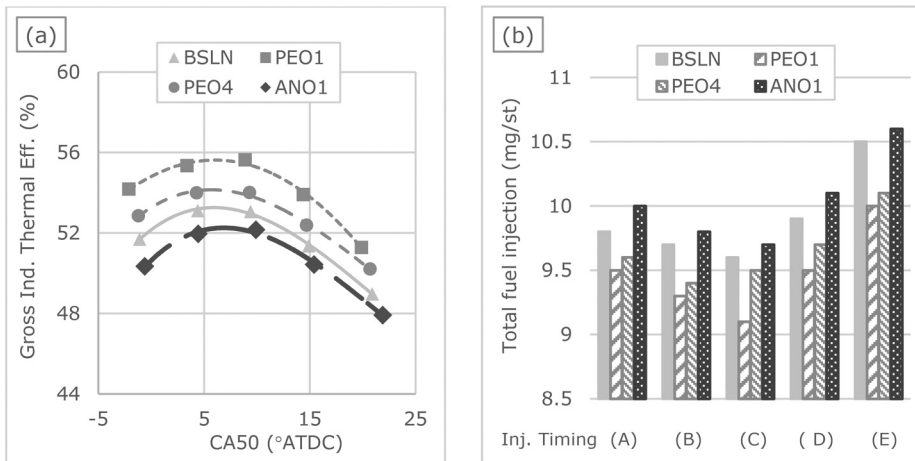 (a)
BSLN PEO1
PEO4 ANO1
60
56
52
48
44
Gross Ind. Thermal Eff. (%)
-5 5 15 25
CA50 (°ATDC)
(b)
BSLN PEO1
PEO4 ANO1
11
10.5
10
9.5
9
8.5
Total fuel injection (mg/st)
Inj. Timing (A) (B) (C) ( D) (E)